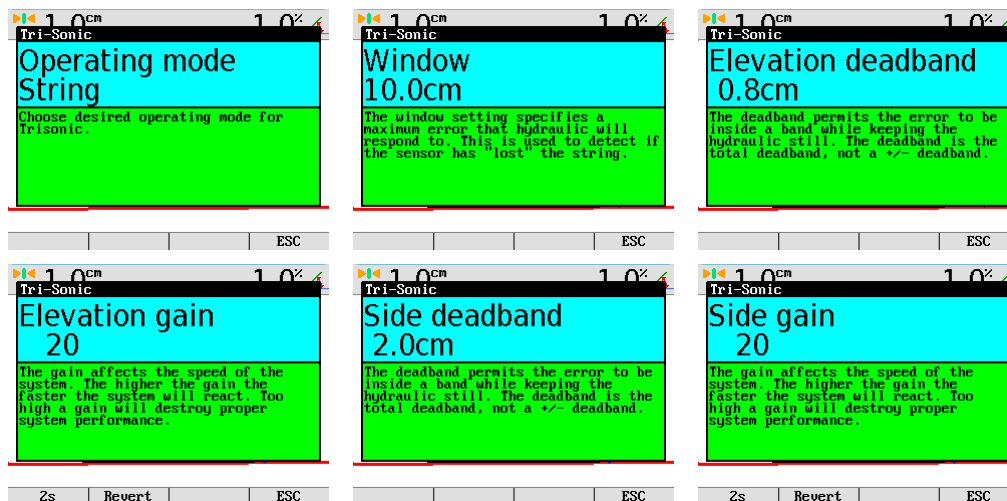 1.0cm 1.0%
Tri-Sonic
Operating mode
String
Choose desired operating mode for
Trisonic.
ESC
1.0cm 1.0%
Tri-Sonic
Window
10.0cm
The window setting specifies a
maximum error that hydraulic will
respond to. This is used to detect if
the sensor has "lost" the string.
ESC
1.0cm 1.0%
Tri-Sonic
Elevation deadband
0.8cm
The deadband permits the error to be
inside a band while keeping the
hydraulic still. The deadband is the
total deadband, not a +/- deadband.
ESC
1.0cm 1.0%
Tri-Sonic
Elevation gain
20
The gain affects the speed of the
system. The higher the gain the
faster the system will react. Too
high a gain will destroy proper
system performance.
2s Revert ESC
1.0cm 1.0%
Tri-Sonic
Side deadband
2.0cm
The deadband permits the error to be
inside a band while keeping the
hydraulic still. The deadband is the
total deadband, not a +/- deadband.
ESC
1.0cm 1.0%
Tri-Sonic
Side gain
20
The gain affects the speed of the
system. The higher the gain the
faster the system will react. Too
high a gain will destroy proper
system performance.
2s Revert ESC